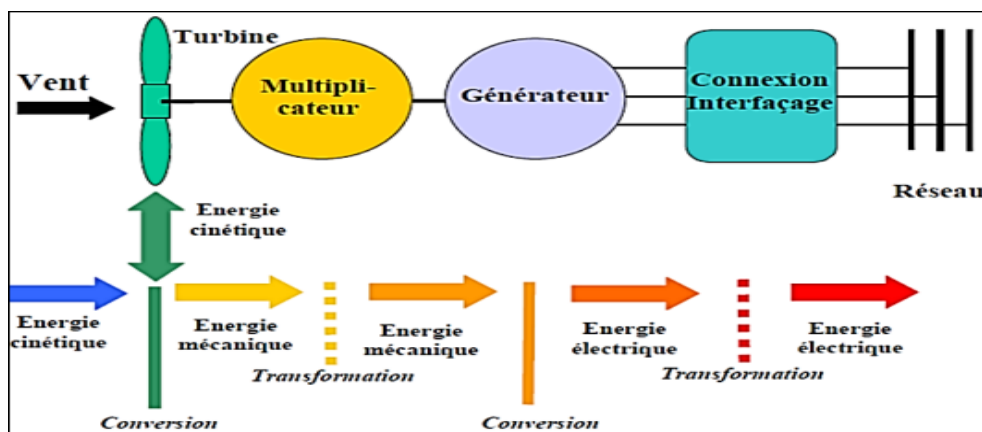 Turbine
Vent
Multipli-
cateur
Générateur
Connexion
Interfaçage
Réseau
Energie
cinétique
Energie
cinétique
Energie
mécanique
Energie
mécanique
Energie
électrique
Energie
électrique
Transformation
Transformation
Conversion
Conversion